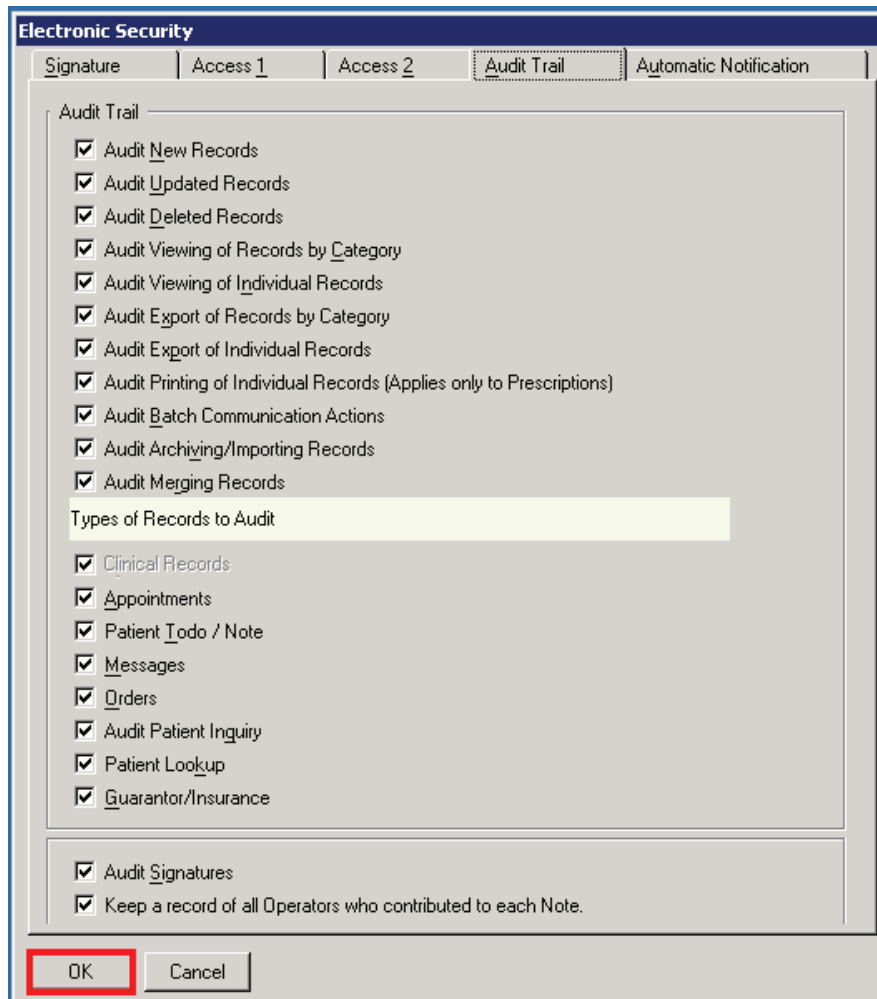 Electronic Security
Signature Access 1 Access 2 Audit Trail Automatic Notification
Audit Trail
Audit New Records
Audit Updated Records
Audit Deleted Records
Audit Viewing of Records by Category
Audit Viewing of Individual Records
Audit Export of Records by Category
Audit Export of Individual Records
Audit Printing of Individual Records (Applies only to Prescriptions)
Audit Batch Communication Actions
Audit Archiving/Importing Records
Audit Merging Records
Types of Records to Audit
Clinical Records
Appointments
Patient Todo / Note
Messages
Orders
Audit Patient Inquiry
Patient Lookup
Guarantor/Insurance
Audit Signatures
Keep a record of all Operators who contributed to each Note.
OK Cancel